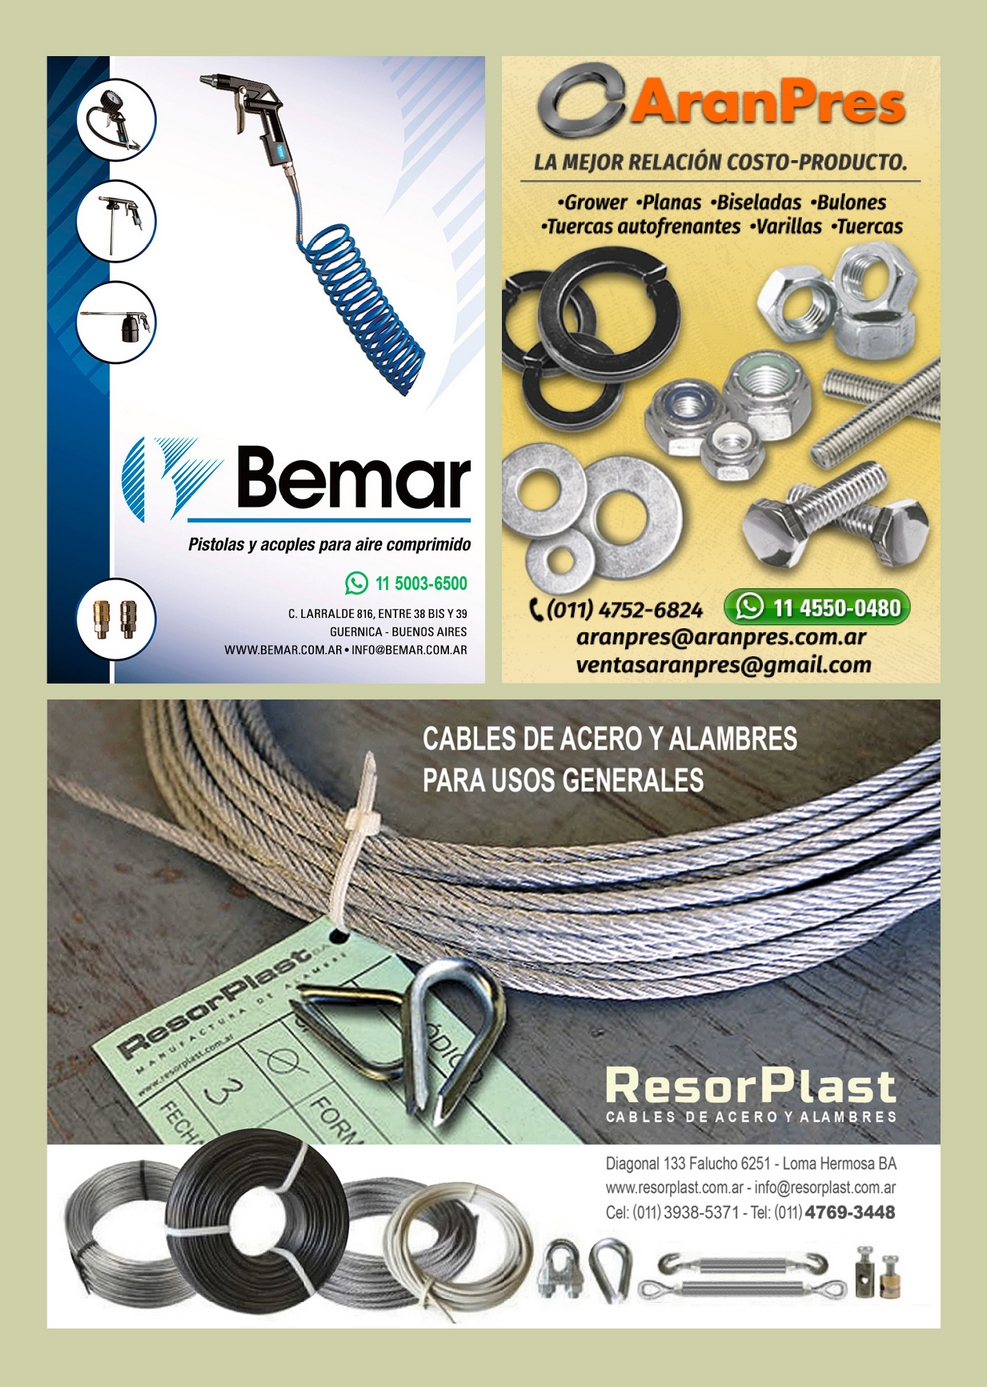 Bemar
Pistolas y acoples para aire comprimido
11 5003-6500
C. LARRALDE 816, ENTRE 38 BIS Y 39
GUERNICA - BUENOS AIRES
WWW.BEMAR.COM.AR • INFO@BEMAR.COM.AR
AranPres
LA MEJOR RELACIÓN COSTO-PRODUCTO.
•Grower •Planas •Biseladas •Bulones
•Tuercas autofrenantes •Varillas •Tuercas
(011) 4752-6824
11 4550-0480
aranpres@aranpres.com.ar
ventasaranpres@gmail.com
CABLES DE ACERO Y ALAMBRES
PARA USOS GENERALES
ResorPlast
MANUFACTURA DE ALAMBRE
www.resorplast.com.ar
3
FECHA
FORM
ÓDIGO
ResorPlast
CABLES DE ACERO Y ALAMBRES
Diagonal 133 Falucho 6251 - Loma Hermosa BA
www.resorplast.com.ar - info@resorplast.com.ar
Cel: (011) 3938-5371 - Tel: (011) 4769-3448